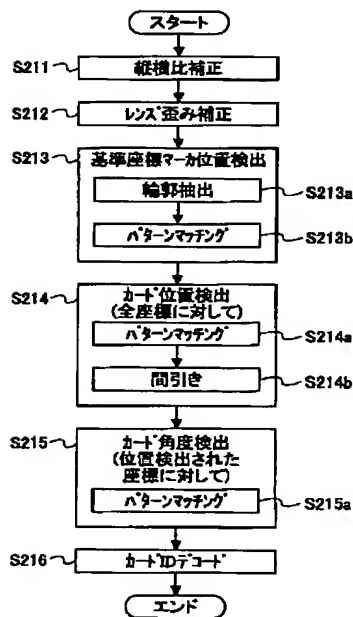 スタート
S211
縦横比補正
S212
レンズ歪み補正
S213
基準座標マーカ位置検出
輪郭抽出
S213a
パターンマッチング
S213b
S214
カード位置検出
(全座標に対して)
パターンマッチング
S214a
間引き
S214b
S215
カード角度検出
(位置検出された
座標に対して)
パターンマッチング
S215a
S216
カードIDデコード
エンド